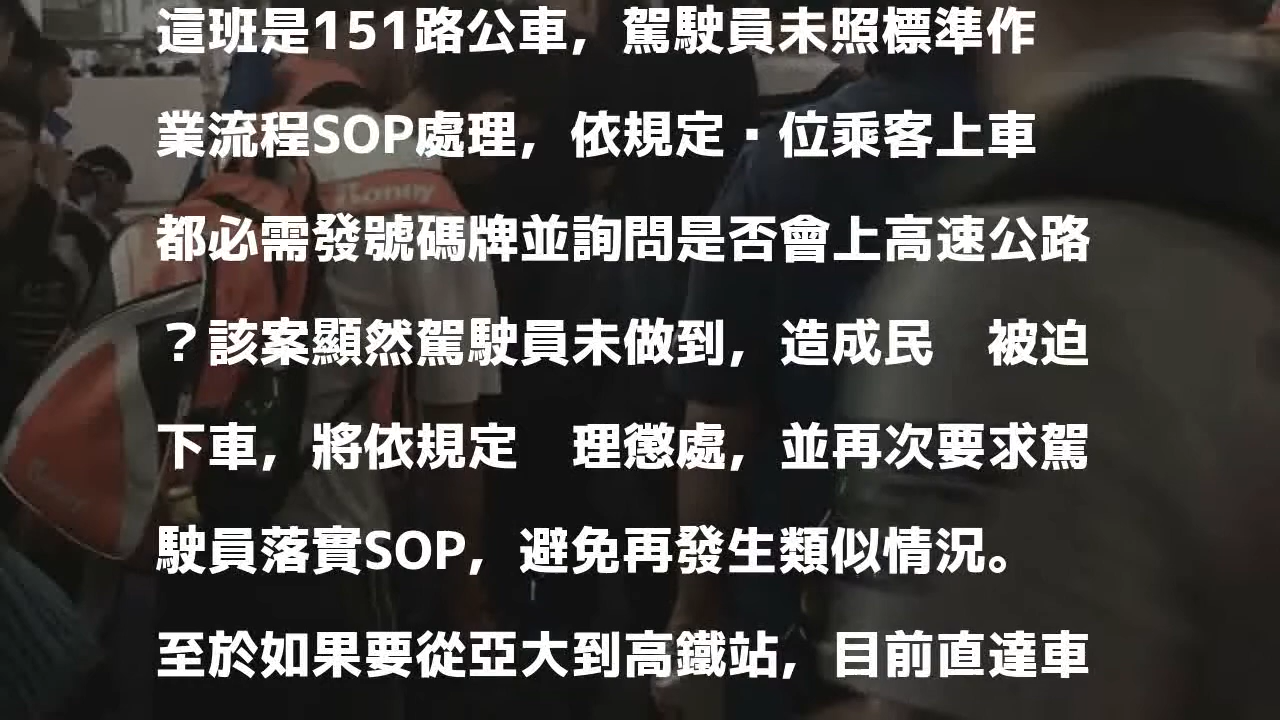 這班是151路公車，駕駛員未照標準作
業流程SOP處理，依規定·位乘客上車
都必需發號碼牌並詢問是否會上高速公路
？該案顯然駕駛員未做到，造成民　被迫
下車，將依規定　理懲處，並再次要求駕
駛員落實SOP，避免再發生類似情況。
至於如果要從亞大到高鐵站，目前直達車